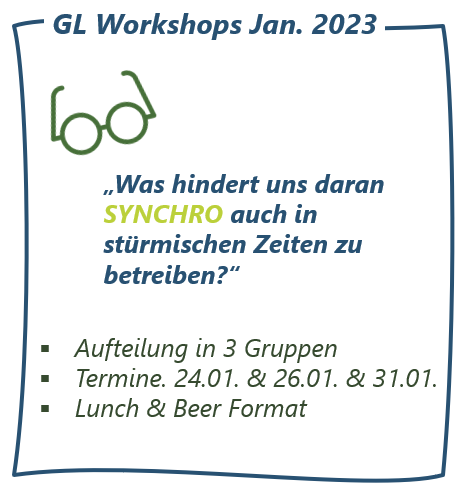 GL Workshops Jan. 2023
„Was hindert uns daran
SYNCHRO auch in
stürmischen Zeiten zu
betreiben?“
▪ Aufteilung in 3 Gruppen
▪ Termine. 24.01. & 26.01. & 31.01.
▪ Lunch & Beer Format